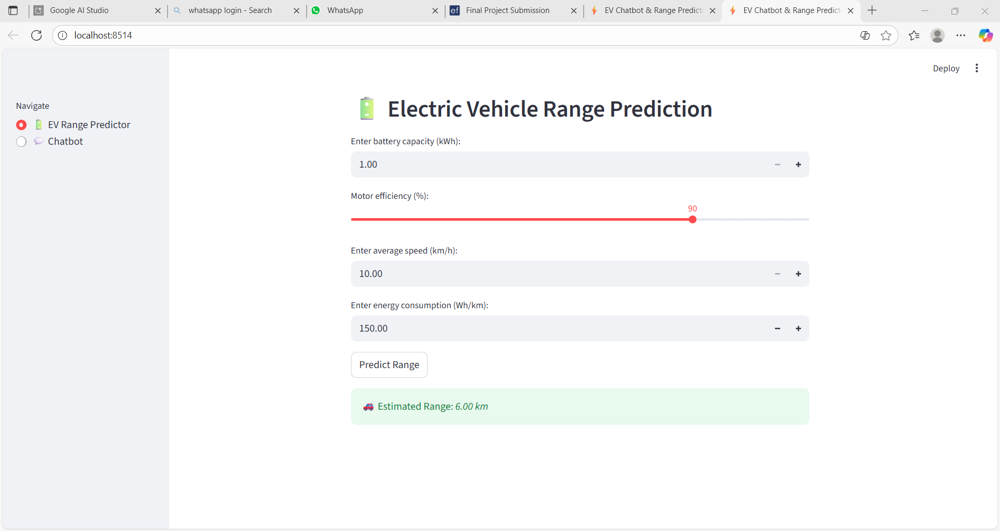 Google AI Studio
whatsapp login - Search
WhatsApp
ef Final Project Submission
EV Chatbot & Range Predict
EV Chatbot & Range Predict
localhost:8514
Deploy
Navigate
EV Range Predictor
Chatbot
Electric Vehicle Range Prediction
Enter battery capacity (kWh):
1.00
Motor efficiency (%):
90
Enter average speed (km/h):
10.00
Enter energy consumption (Wh/km):
150.00
Predict Range
Estimated Range: 6.00 km